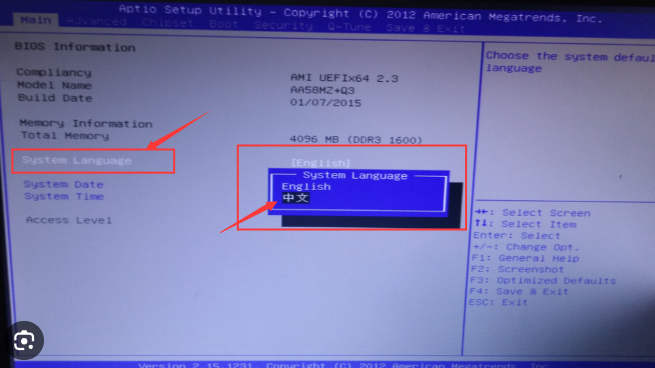 Aptio Setup Utility - Copyright (C) 2012 American Megatrends, Inc.
Main Advanced Chipset Boot Security Q-Tune Save & Exit
BIOS Information
Choose the system defaul
language
Compliancy AMI UEFIx64 2.3
Model Name AA58MZ+Q3
Build Date 01/07/2015
Memory Information
Total Memory 4096 MB (DDR3 1600)
System Language [English]
System Language
English
中文
System Date
System Time
Access Level
→←: Select Screen
↑↓: Select Item
Enter: Select
+/-: Change Opt.
F1: General Help
F2: Screenshot
F3: Optimized Defaults
F4: Save & Exit
ESC: Exit
Version 2.15.1231. Copyright (C) 2012 American Megatrends, Inc.